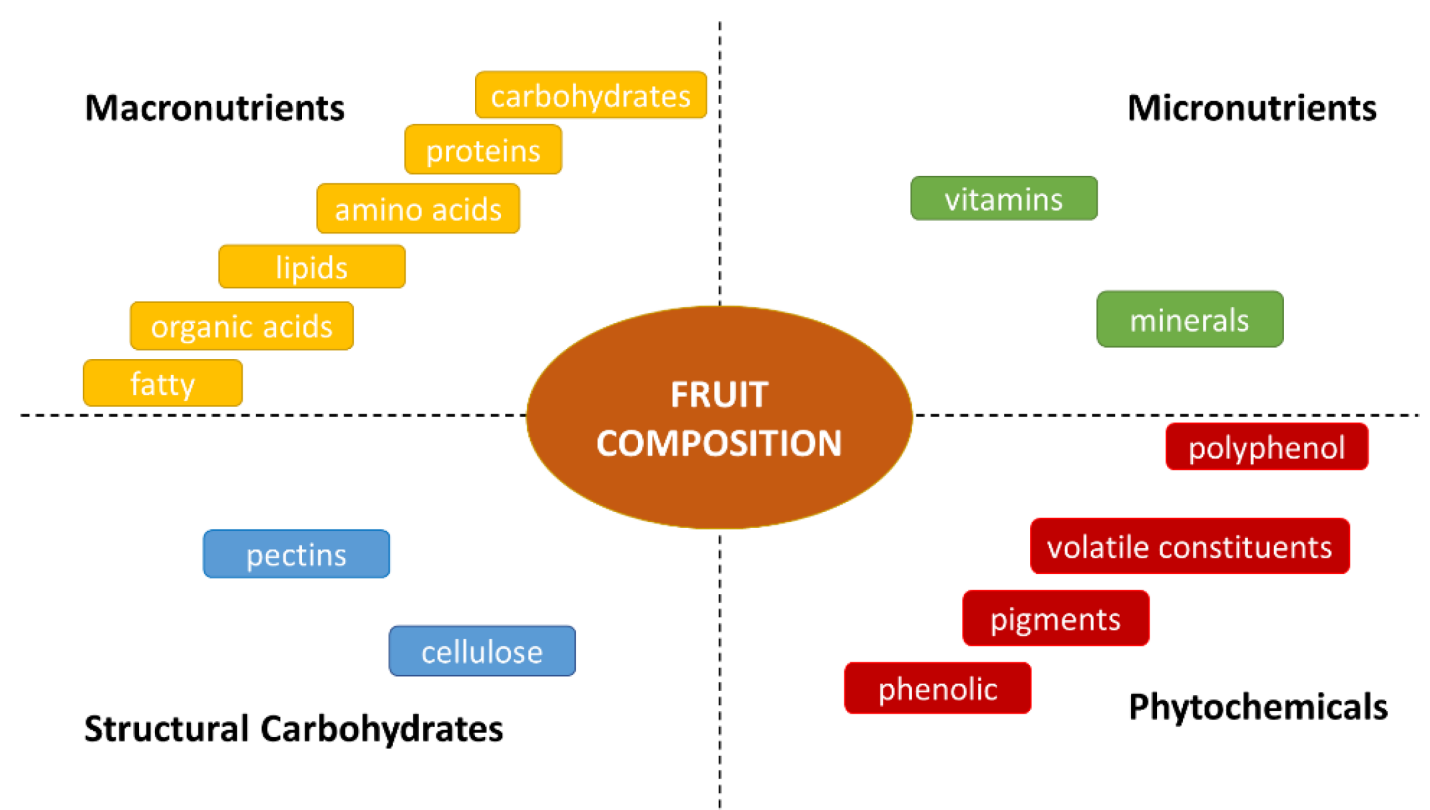 Macronutrients
carbohydrates
proteins
amino acids
lipids
organic acids
fatty
Micronutrients
vitamins
minerals
FRUIT
COMPOSITION
pectins
cellulose
Structural Carbohydrates
polyphenol
volatile constituents
pigments
phenolic
Phytochemicals